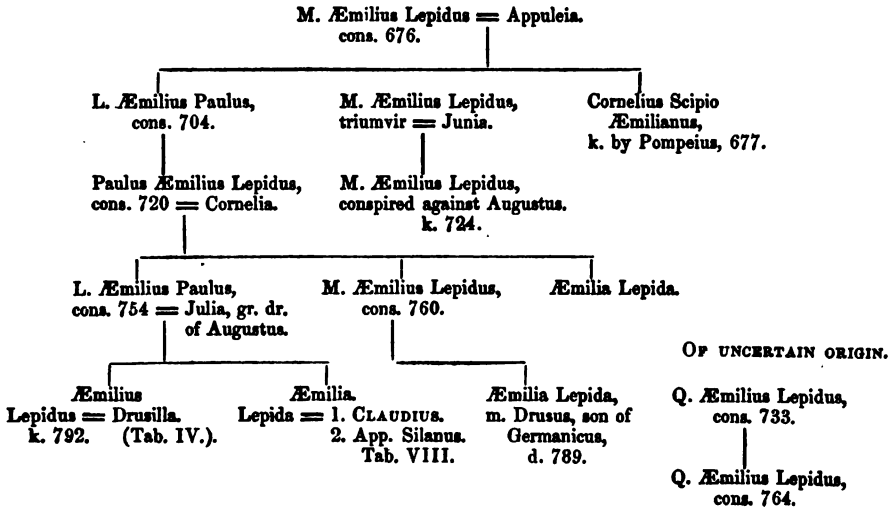 M. Æmilius Lepidus = Appuleia.
cons. 676.
L. Æmilius Paulus,
cons. 704.
M. Æmilius Lepidus,
triumvir = Junia.
Cornelius Scipio
Æmilianus,
k. by Pompeius, 677.
Paulus Æmilius Lepidus,
cons. 720 = Cornelia.
M. Æmilius Lepidus,
conspired against Augustus.
k. 724.
L. Æmilius Paulus,
cons. 754 = Julia, gr. dr.
of Augustus.
M. Æmilius Lepidus,
cons. 760.
Æmilia Lepida.
Æmilius
Lepidus = Drusilla.
k. 792. (Tab. IV.).
Æmilia.
Lepida = 1. CLAUDIUS.
2. App. Silanus.
Tab. VIII.
Æmilia Lepida,
m. Drusus, son of
Germanicus,
d. 789.
OF UNCERTAIN ORIGIN.
Q. Æmilius Lepidus,
cons. 733.
Q. Æmilius Lepidus,
cons. 764.